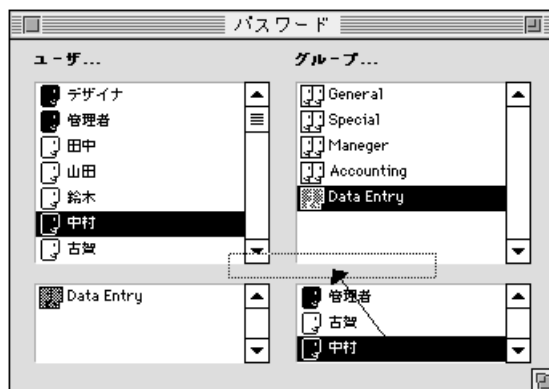 パスワード
ユーザ...
デザイナ
管理者
田中
山田
鈴木
中村
古賀
グループ...
General
Special
Maneger
Accounting
Data Entry
Data Entry
管理者
古賀
中村